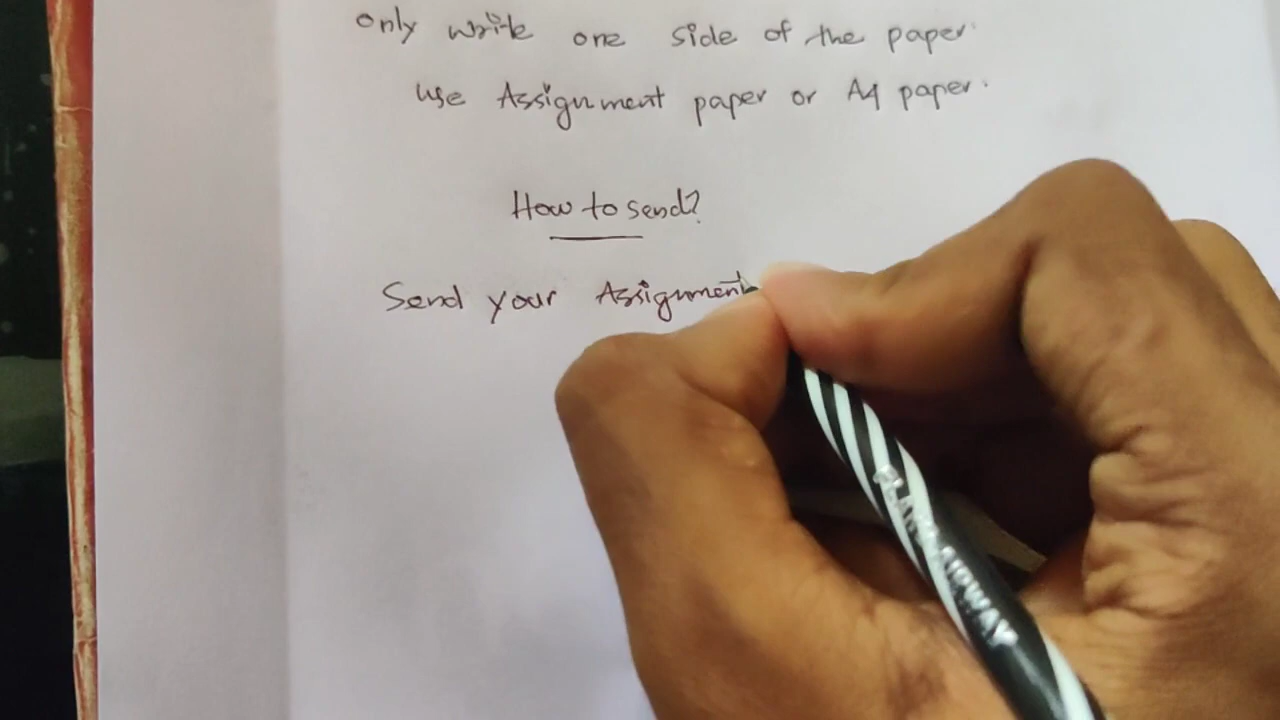 only write one side of the paper.
use Assignment paper or A4 paper.
How to send?
Send your Assignment